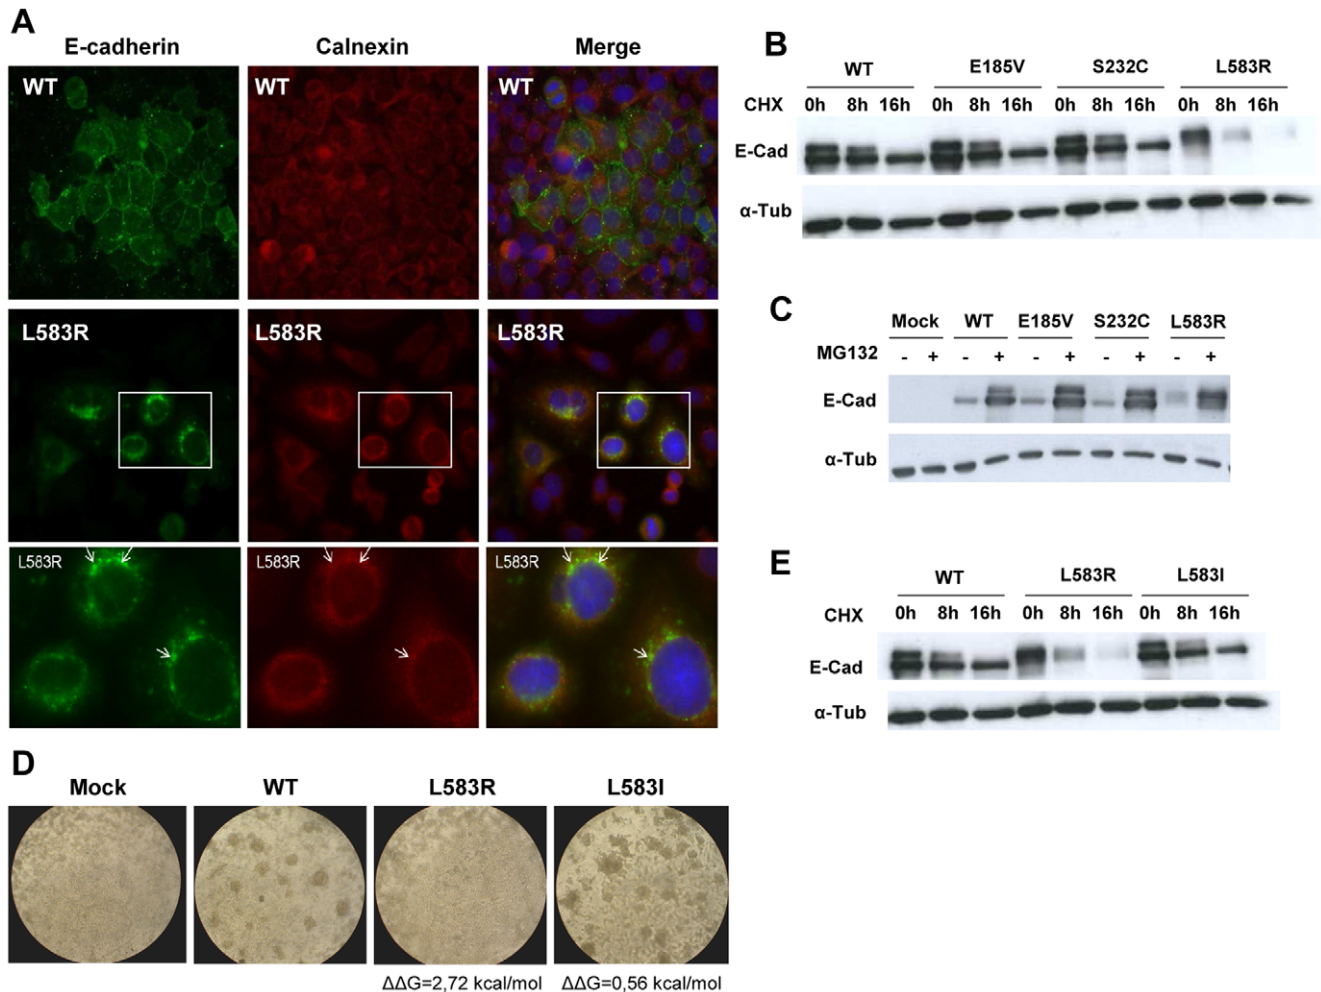 A
E-cadherin Calnexin Merge
WT WT WT
L583R L583R L583R
L583R L583R L583R
B
WT E185V S232C L583R
CHX 0h 8h 16h 0h 8h 16h 0h 8h 16h 0h 8h 16h
E-Cad
α-Tub
C
Mock WT E185V S232C L583R
MG132 - + - + - + - + - +
E-Cad
α-Tub
D
Mock WT L583R L583I
ΔΔG=2,72 kcal/mol ΔΔG=0,56 kcal/mol
E
WT L583R L583I
CHX 0h 8h 16h 0h 8h 16h 0h 8h 16h
E-Cad
α-Tub